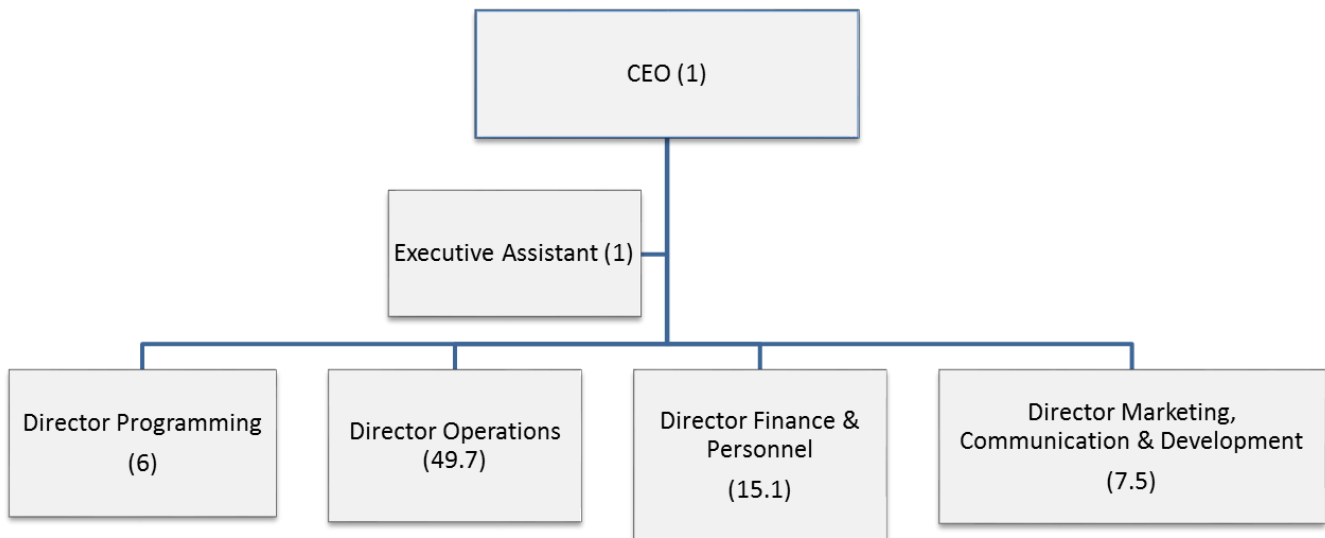 CEO (1)
Executive Assistant (1)
Director Programming
(6)
Director Operations
(49.7)
Director Finance &
Personnel
(15.1)
Director Marketing,
Communication & Development
(7.5)